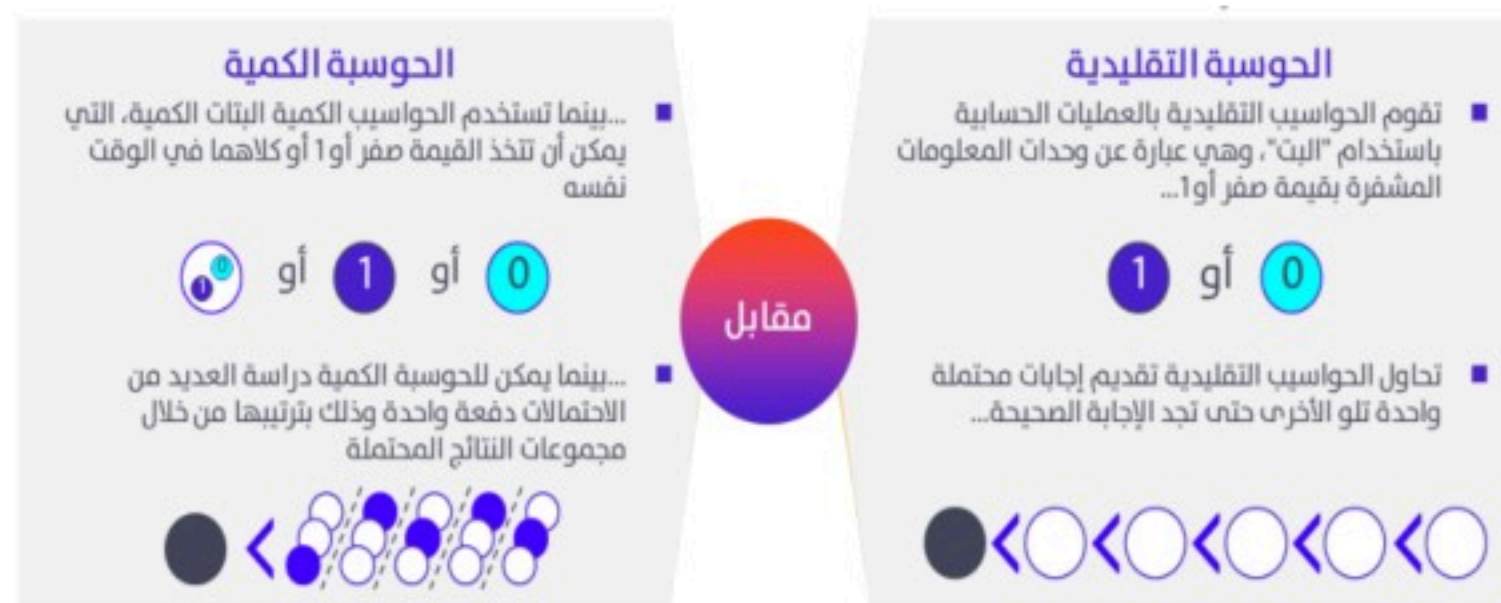 الحوسبة التقليدية
تقوم الحواسيب التقليدية بالعمليات الحسابية
باستخدام "البت"، وهي عبارة عن وحدات المعلومات
المشفرة بقيمة صفر أو1...
0 أو 1
تحاول الحواسيب التقليدية تقديم إجابات محتملة
واحدة تلو الأخرى حتى تجد الإجابة الصحيحة...
مقابل
الحوسبة الكمية
...بينما تستخدم الحواسيب الكمية البتات الكمية، التي
يمكن أن تتخذ القيمة صفر أو1 أو كلاهما في الوقت
نفسه
0 أو 1 أو 0 1
...بينما يمكن للحوسبة الكمية دراسة العديد من
الاحتمالات دفعة واحدة وذلك بترتيبها من خلال
مجموعات النتائج المحتملة